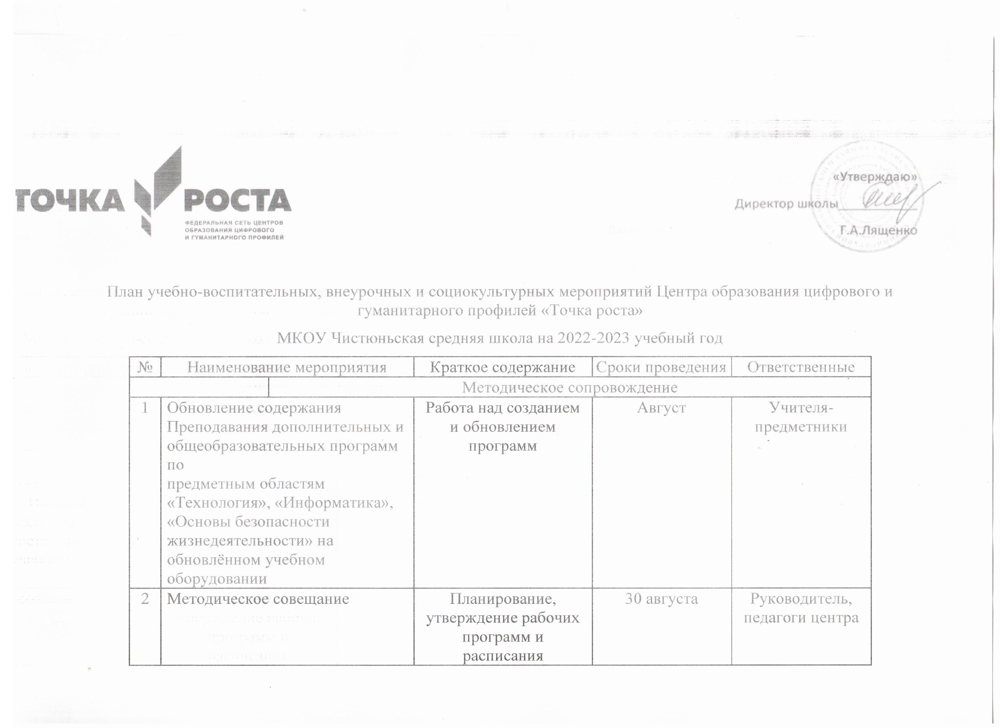 ТОЧКА РОСТА
ФЕДЕРАЛЬНАЯ СЕТЬ ЦЕНТРОВ
ОБРАЗОВАНИЯ ЦИФРОВОГО
И ГУМАНИТАРНОГО ПРОФИЛЕЙ
«Утверждаю»
Директор школы
Г.А.Лященко
План учебно-воспитательных, внеурочных и социокультурных мероприятий Центра образования цифрового и
гуманитарного профилей «Точка роста»
МКОУ Чистюньская средняя школа на 2022-2023 учебный год
№ Наименование мероприятия Краткое содержание Сроки проведения Ответственные
Методическое сопровождение
1
Обновление содержания
Преподавания дополнительных и
общеобразовательных программ
по
предметным областям
«Технология», «Информатика»,
«Основы безопасности
жизнедеятельности» на
обновлённом учебном
оборудовании
Работа над созданием
и обновлением
программ
Август
Учителя-
предметники
2
Методическое совещание
Планирование,
утверждение рабочих
программ и
расписания
30 августа
Руководитель,
педагоги центра